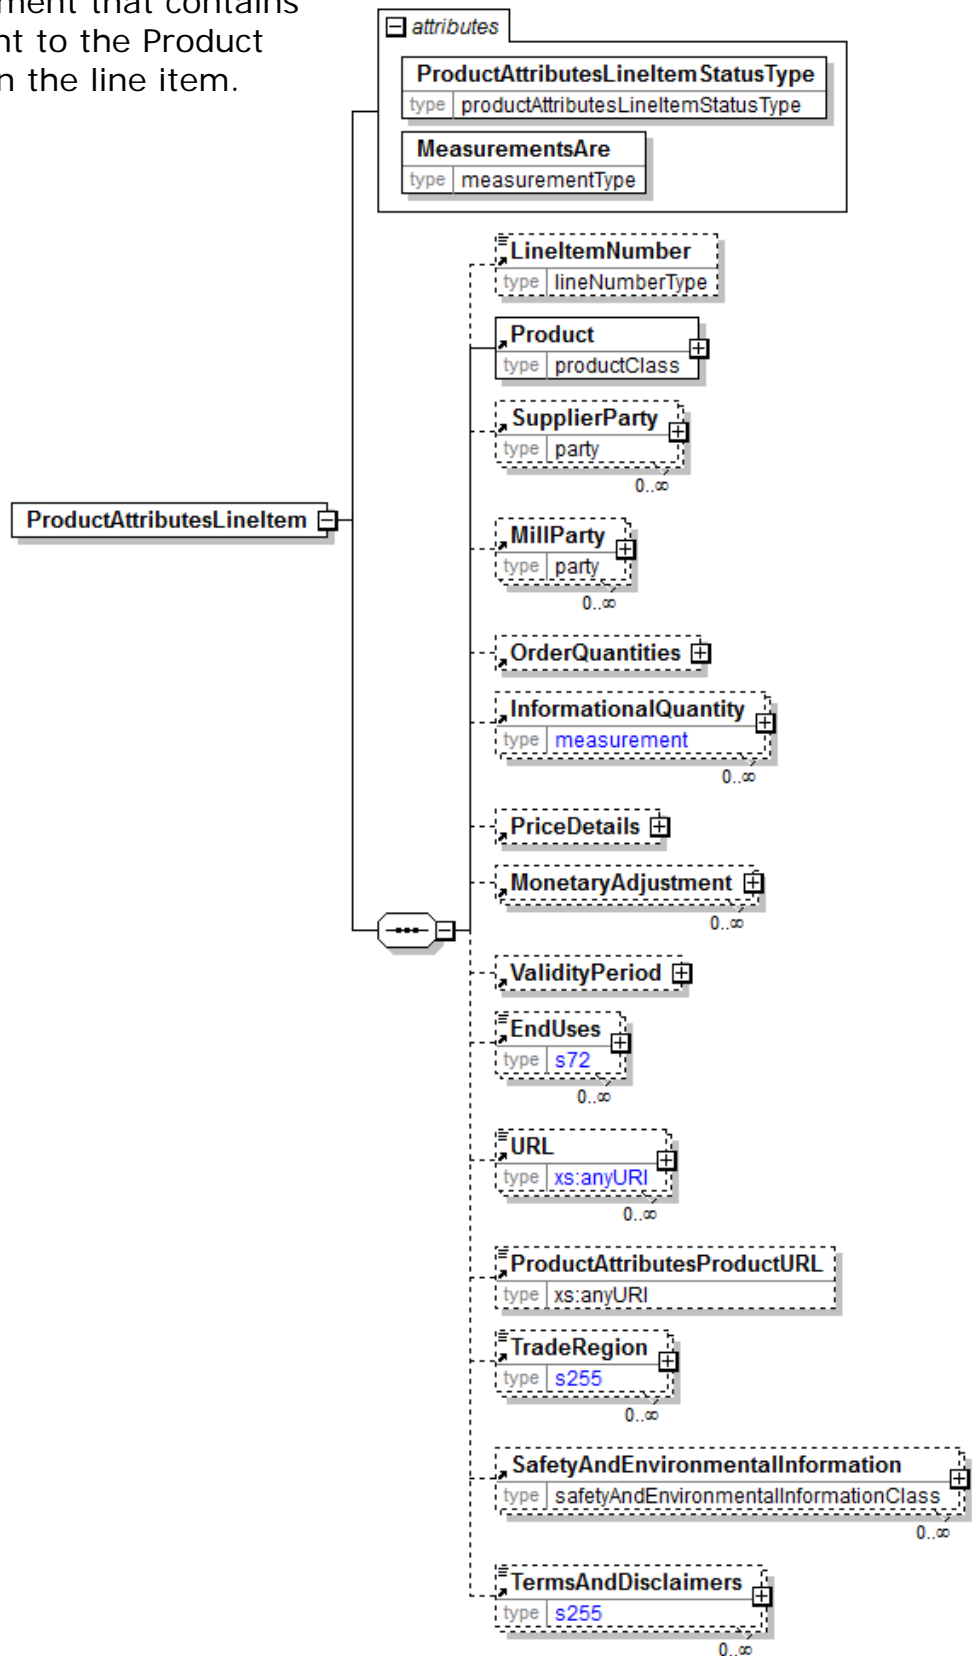 ment that contains
nt to the Product
n the line item.
attributes
ProductAttributesLineItemStatusType
type productAttributesLineItemStatusType
MeasurementsAre
type measurementType
LineItemNumber
type lineNumberType
Product
type productClass
SupplierParty
type party
0..∞
ProductAttributesLineItem
MillParty
type party
0..∞
OrderQuantities
InformationalQuantity
type measurement
0..∞
PriceDetails
MonetaryAdjustment
0..∞
ValidityPeriod
EndUses
type s72
0..∞
URL
type xs:anyURI
0..∞
ProductAttributesProductURL
type xs:anyURI
TradeRegion
type s255
0..∞
SafetyAndEnvironmentalInformation
type safetyAndEnvironmentalInformationClass
0..∞
TermsAndDisclaimers
type s255
0..∞